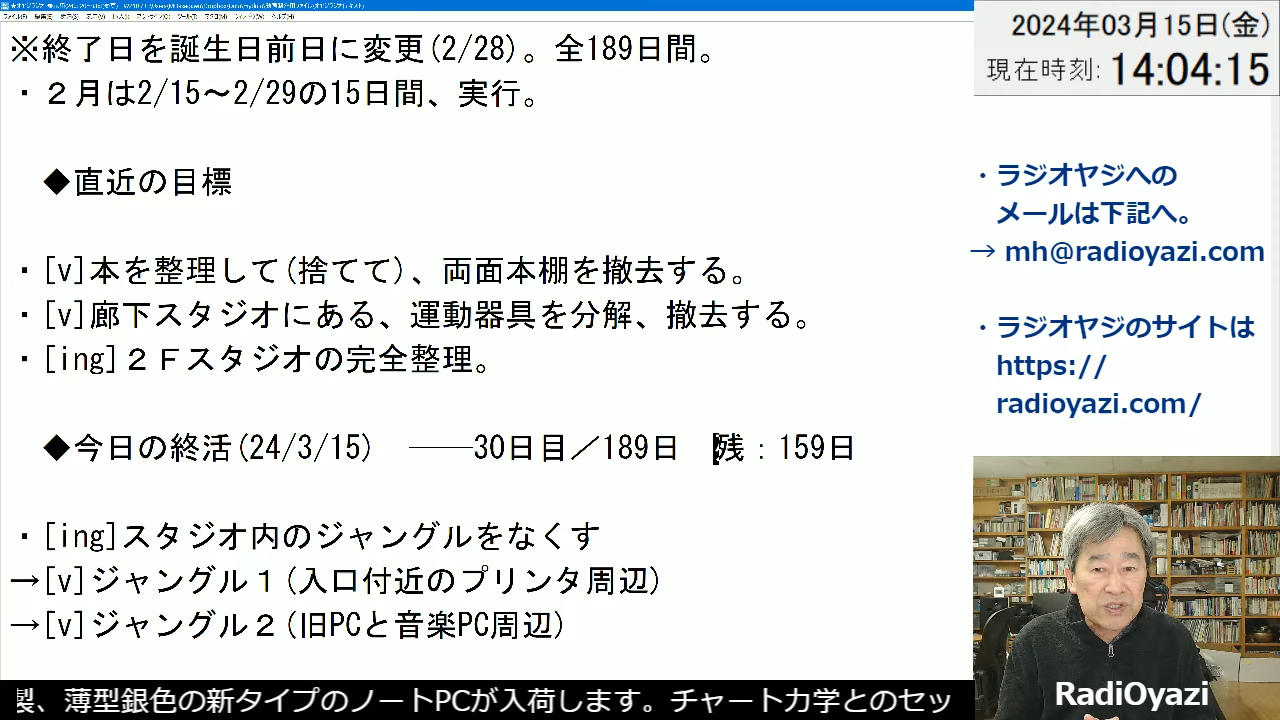 ※終了日を誕生日前日に変更(2/28)。全189日間。
・２月は2/15～2/29の15日間、実行。
◆直近の目標
・[v]本を整理して(捨てて)、両面本棚を撤去する。
・[v]廊下スタジオにある、運動器具を分解、撤去する。
・[ing]２Ｆスタジオの完全整理。
◆今日の終活(24/3/15)　──30日目／189日　残：159日
・[ing]スタジオ内のジャングルをなくす
→[v]ジャングル１(入口付近のプリンタ周辺)
→[v]ジャングル２(旧PCと音楽PC周辺)
2024年03月15日(金)
現在時刻: 14:04:15
・ラジオヤジへの
メールは下記へ。
→ mh@radioyazi.com
・ラジオヤジのサイトは
https://
radioyazi.com/
RadiOyazi
製、薄型銀色の新タイプのノートPCが入荷します。チャート力学とのセッ